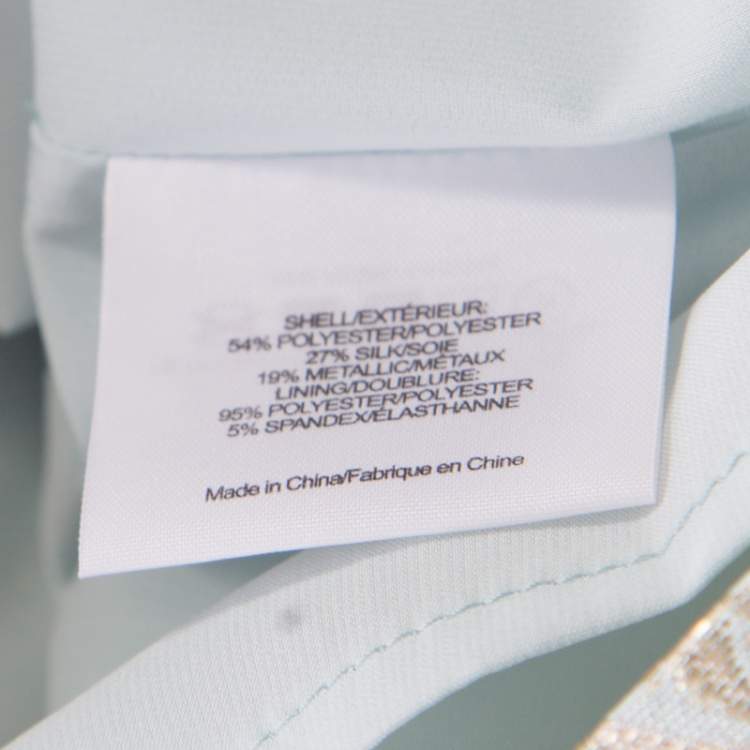 SHELL/EXTÉRIEUR:
54% POLYESTER/POLYESTER
27% SILK/SOIE
19% METALLIC/MÉTAUX
LINING/DOUBLURE:
95% POLYESTER/POLYESTER
5% SPANDEX/ÉLASTHANNE
Made in China/Fabrique en Chine